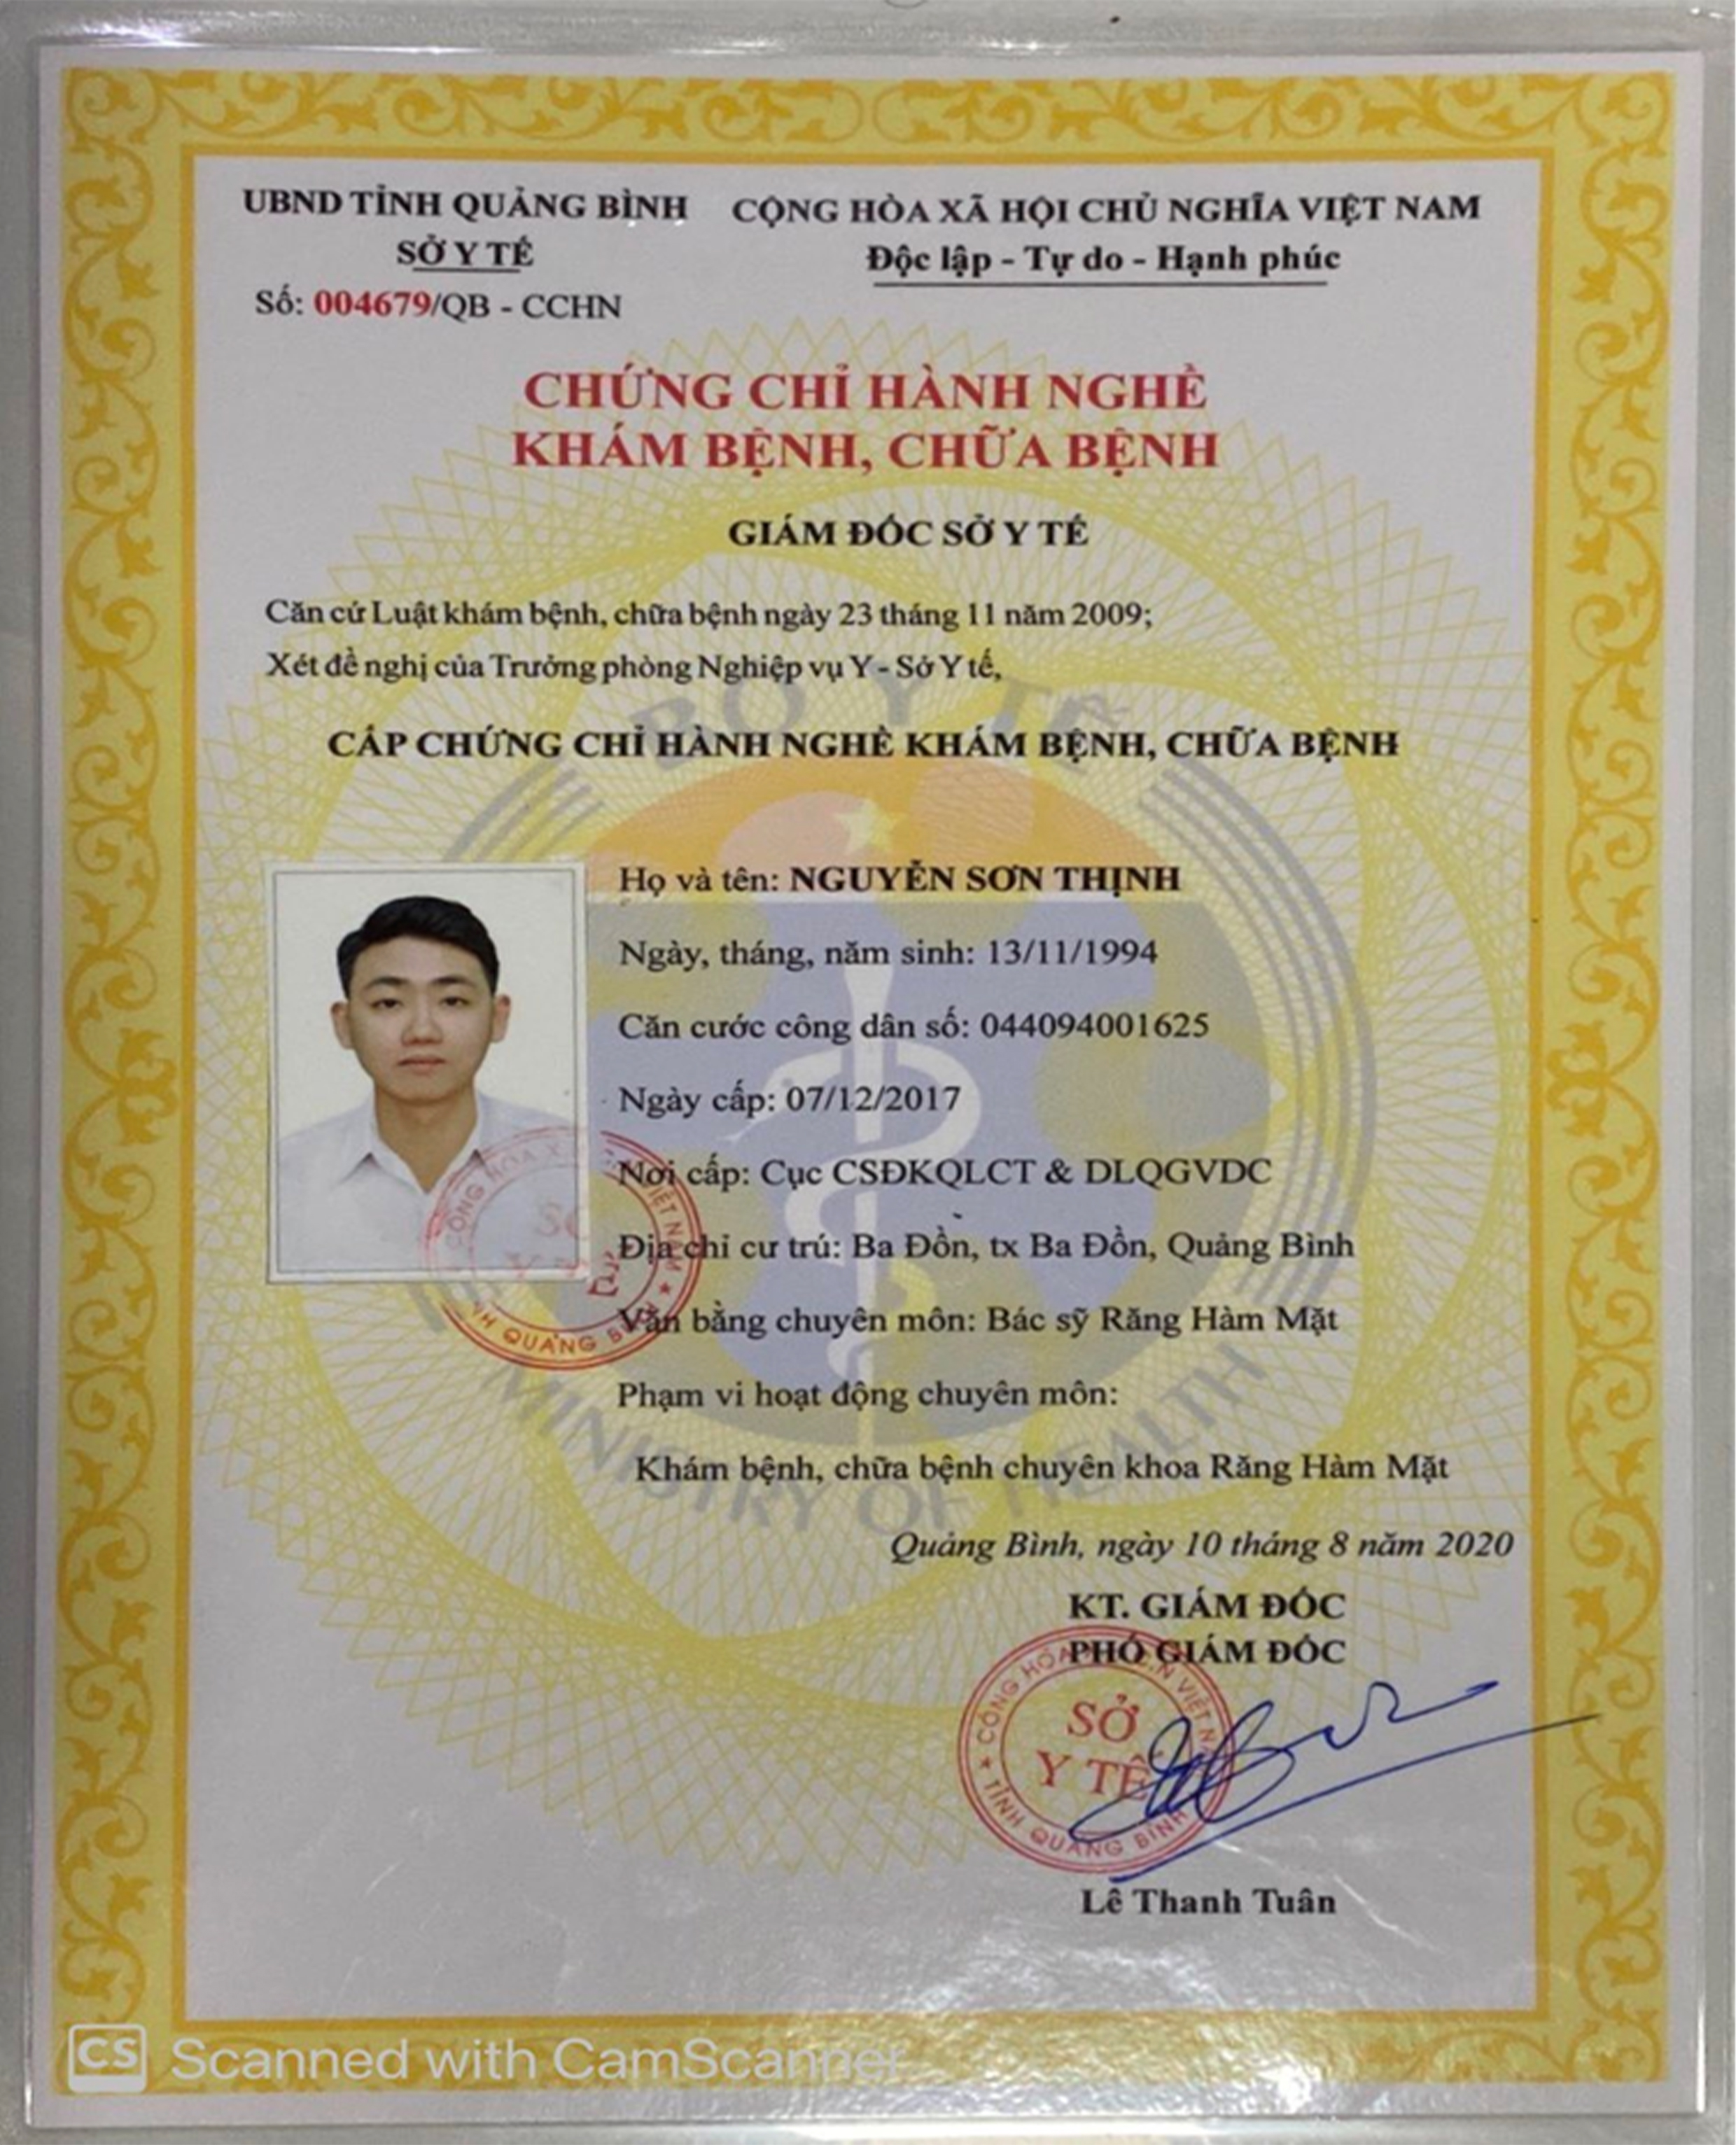 UBND TỈNH QUẢNG BÌNH
SỞ Y TẾ
Số: 004679/QB - CCHN
CỘNG HÒA XÃ HỘI CHỦ NGHĨA VIỆT NAM
Độc lập - Tự do - Hạnh phúc
CHỨNG CHỈ HÀNH NGHỀ
KHÁM BỆNH, CHỮA BỆNH
GIÁM ĐỐC SỞ Y TẾ
Căn cứ Luật khám bệnh, chữa bệnh ngày 23 tháng 11 năm 2009;
Xét đề nghị của Trưởng phòng Nghiệp vụ Y - Sở Y tế,
BỘ Y TẾ
CẤP CHỨNG CHỈ HÀNH NGHỀ KHÁM BỆNH, CHỮA BỆNH
Họ và tên: NGUYỄN SƠN THỊNH
Ngày, tháng, năm sinh: 13/11/1994
Căn cước công dân số: 044094001625
Ngày cấp: 07/12/2017
Nơi cấp: Cục CSĐKQLCT & DLQGVDC
Địa chỉ cư trú: Ba Đồn, tx Ba Đồn, Quảng Bình
Văn bằng chuyên môn: Bác sỹ Răng Hàm Mặt
Phạm vi hoạt động chuyên môn:
Khám bệnh, chữa bệnh chuyên khoa Răng Hàm Mặt
MINISTRY OF HEALTH
Quảng Bình, ngày 10 tháng 8 năm 2020
KT. GIÁM ĐỐC
PHÓ GIÁM ĐỐC
CỘNG HÒA VIỆT
SỞ
Y TẾ
TỈNH QUẢNG BÌNH
Lê Thanh Tuân
CS Scanned with CamScanner